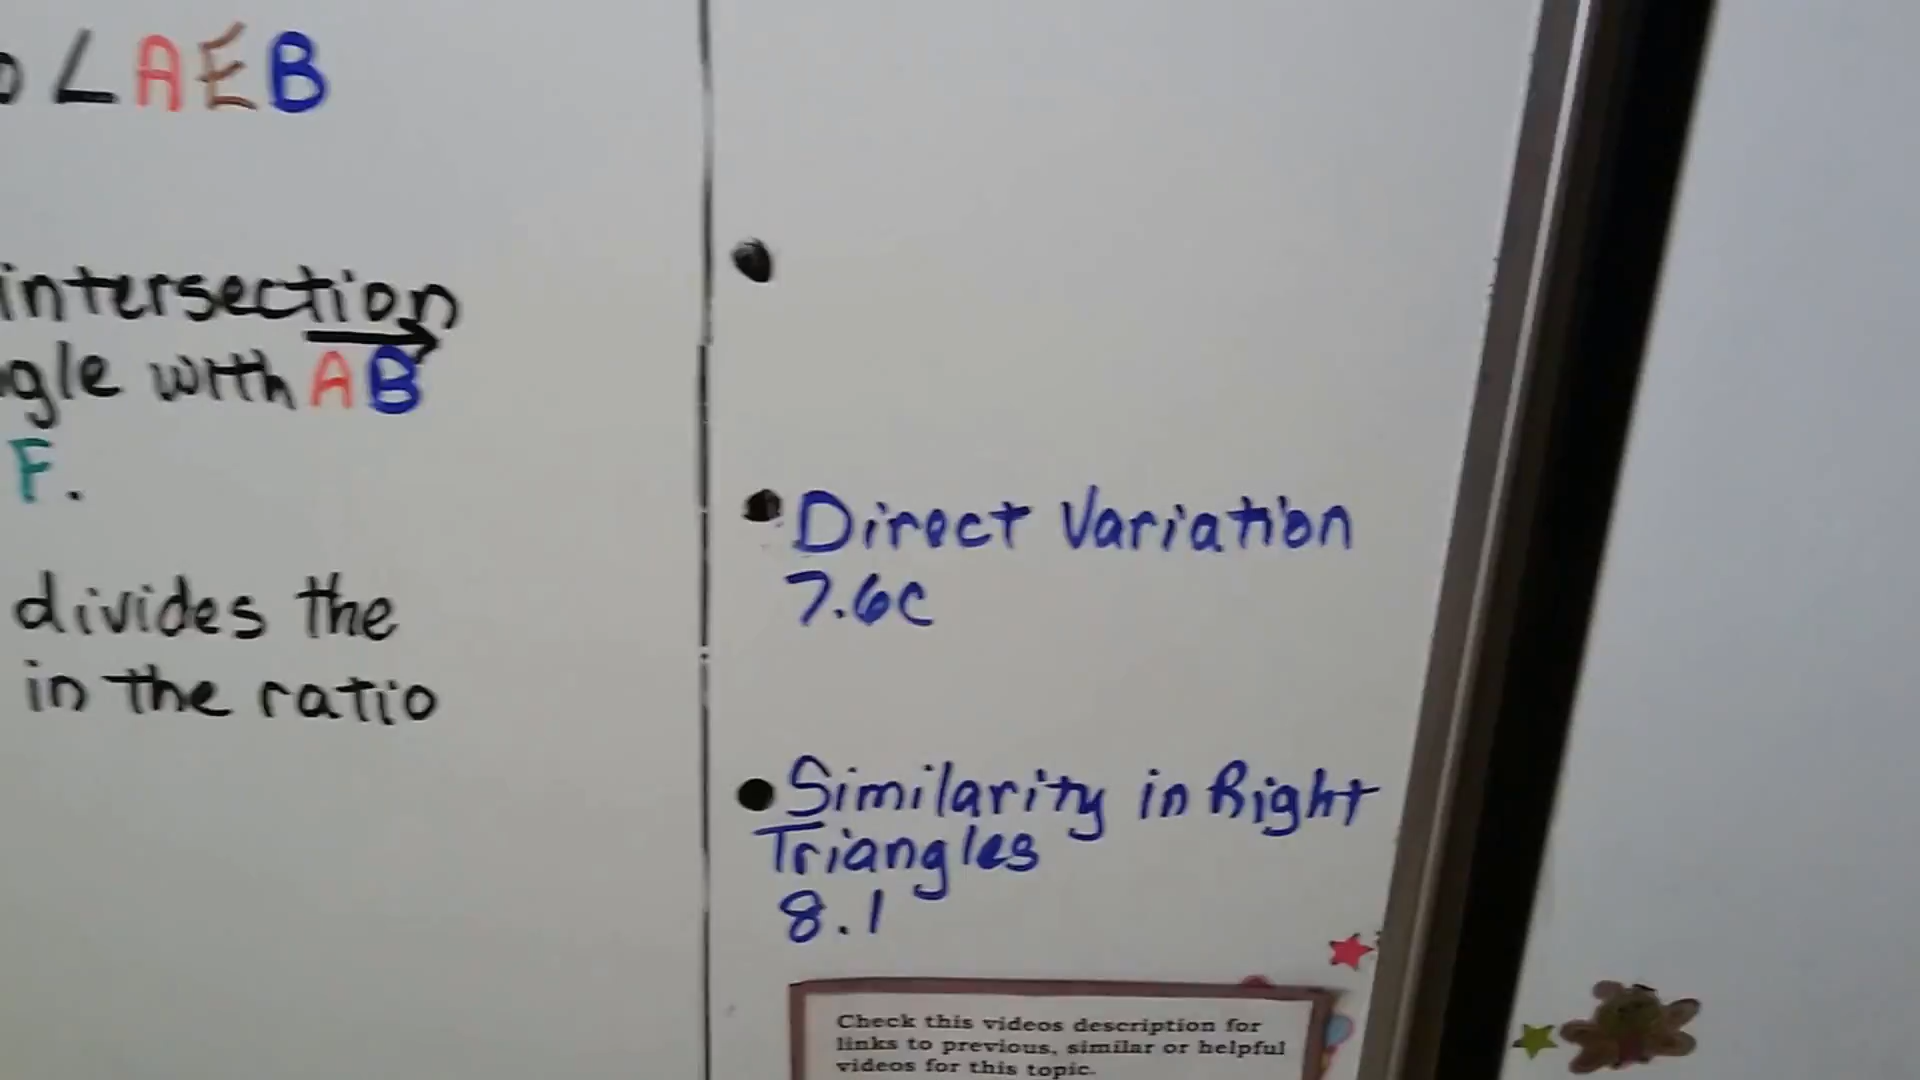 ∠AEB
intersection
with AB
F.
divides the
in the ratio
Direct Variation
7.6C
Similarity in Right
Triangles
8.1
Check this videos description for
links to previous, similar or helpful
videos for this topic.